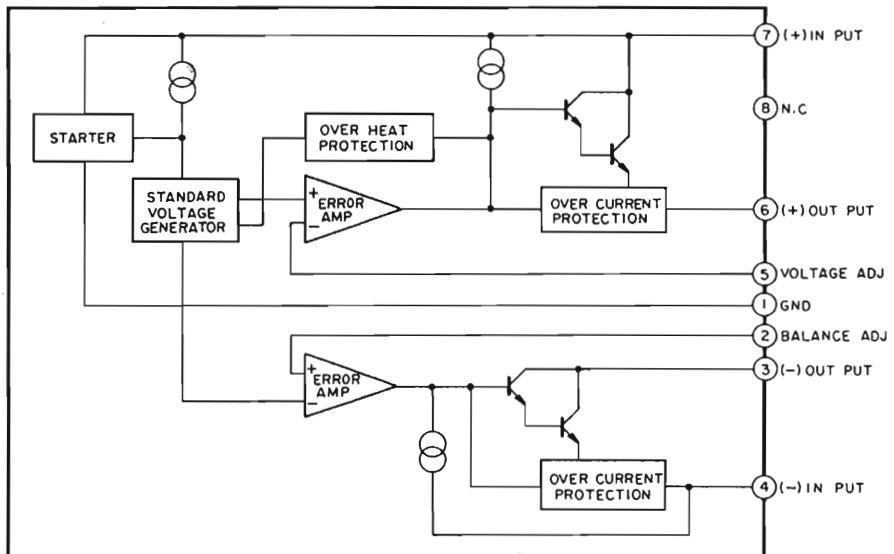 7 (+) IN PUT
8 N.C
STARTER
OVER HEAT
PROTECTION
STANDARD
VOLTAGE
GENERATOR
+
ERROR
AMP
−
OVER CURRENT
PROTECTION
6 (+) OUT PUT
5 VOLTAGE ADJ
1 GND
2 BALANCE ADJ
+
ERROR
AMP
−
3 (−) OUT PUT
OVER CURRENT
PROTECTION
4 (−) IN PUT